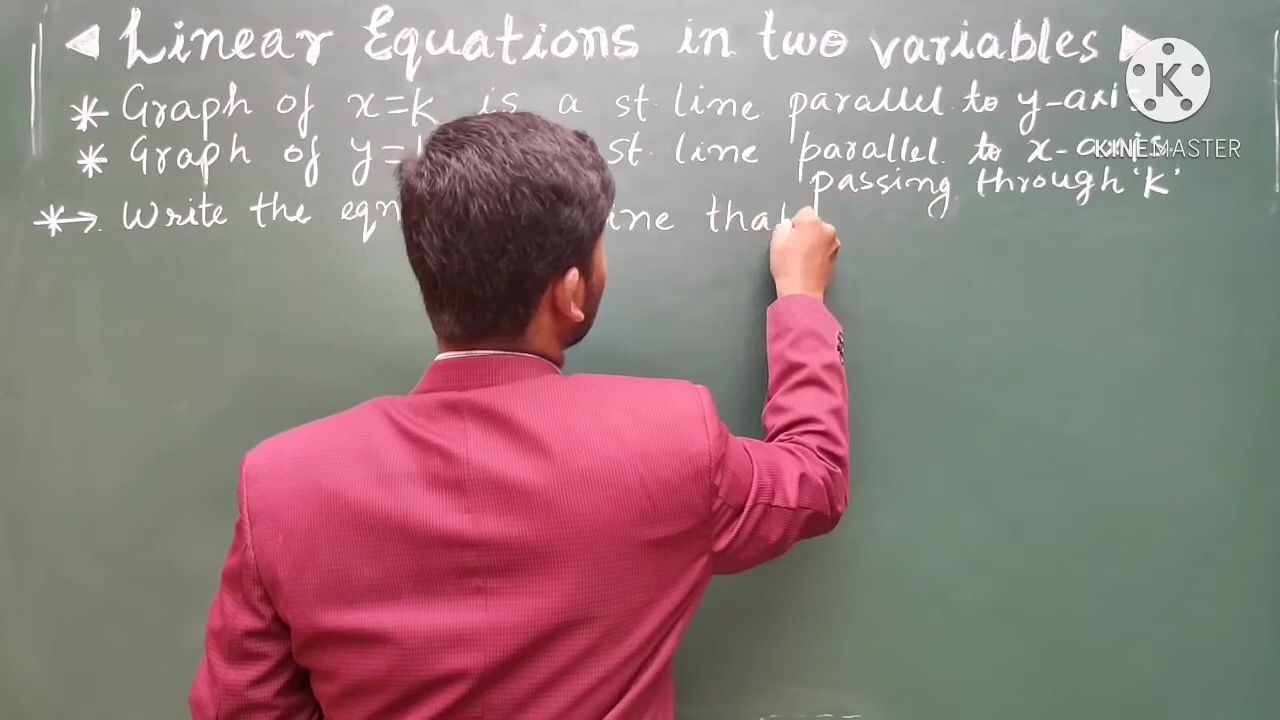 Linear Equations in two variables
* Graph of x=k is a st. line parallel to y-axis
* Graph of y= st. line parallel to x-axis
passing through 'k'
*→ Write the eqn ine that
K
KINEMASTER